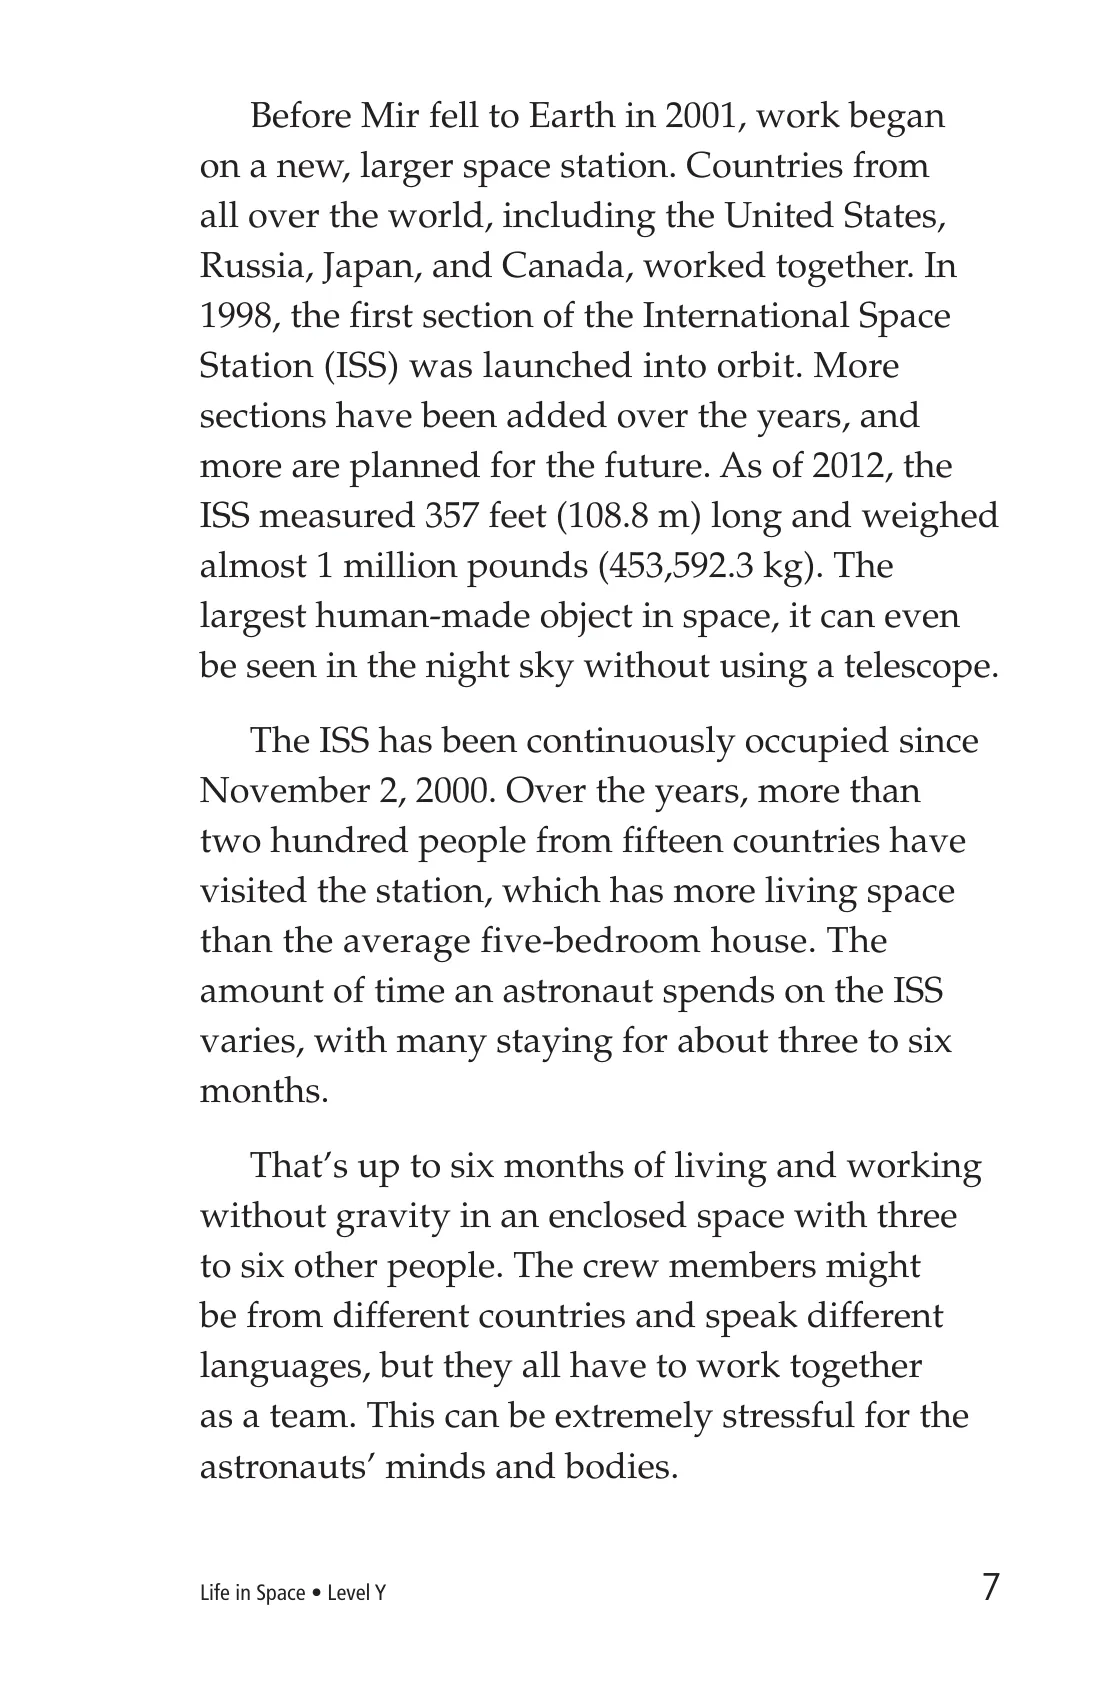 Before Mir fell to Earth in 2001, work began
on a new, larger space station. Countries from
all over the world, including the United States,
Russia, Japan, and Canada, worked together. In
1998, the first section of the International Space
Station (ISS) was launched into orbit. More
sections have been added over the years, and
more are planned for the future. As of 2012, the
ISS measured 357 feet (108.8 m) long and weighed
almost 1 million pounds (453,592.3 kg). The
largest human-made object in space, it can even
be seen in the night sky without using a telescope.
The ISS has been continuously occupied since
November 2, 2000. Over the years, more than
two hundred people from fifteen countries have
visited the station, which has more living space
than the average five-bedroom house. The
amount of time an astronaut spends on the ISS
varies, with many staying for about three to six
months.
That’s up to six months of living and working
without gravity in an enclosed space with three
to six other people. The crew members might
be from different countries and speak different
languages, but they all have to work together
as a team. This can be extremely stressful for the
astronauts’ minds and bodies.
Life in Space • Level Y 7